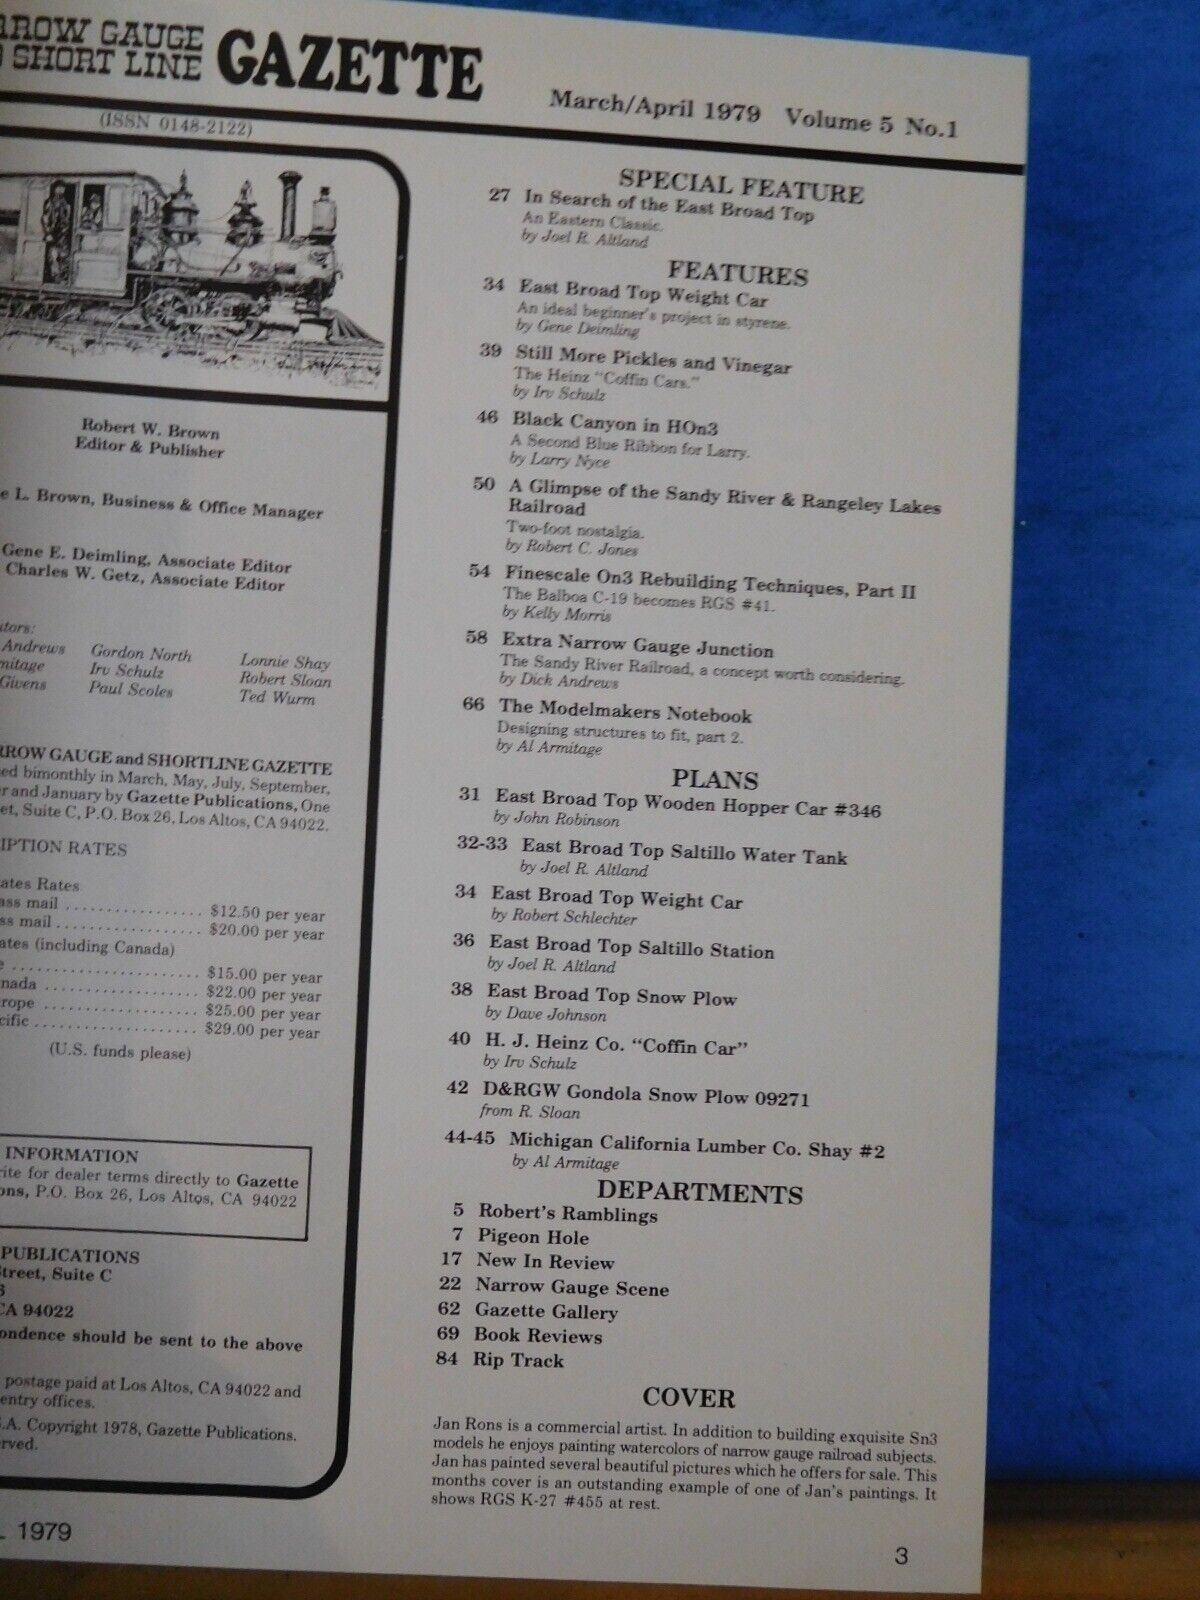 RROW GAUGE
SHORT LINE
GAZETTE
March/April 1979 Volume 5 No.1
(ISSN 0148-2122)
Robert W. Brown
Editor & Publisher
e L. Brown, Business & Office Manager
Gene E. Deimling, Associate Editor
Charles W. Getz, Associate Editor
tors:
Andrews Gordon North Lonnie Shay
mitage Irv Schulz Robert Sloan
Givens Paul Scoles Ted Wurm
RROW GAUGE and SHORTLINE GAZETTE
ed bimonthly in March, May, July, September,
er and January by Gazette Publications, One
et, Suite C, P.O. Box 26, Los Altos, CA 94022.
IPTION RATES
ates Rates
ass mail ................. $12.50 per year
ss mail .................. $20.00 per year
ates (including Canada)
e ....................... $15.00 per year
nada ................... $22.00 per year
rope ................... $25.00 per year
cific .................... $29.00 per year
(U.S. funds please)
INFORMATION
rite for dealer terms directly to Gazette
ons, P.O. Box 26, Los Altos, CA 94022
PUBLICATIONS
treet, Suite C
CA 94022
ondence should be sent to the above
postage paid at Los Altos, CA 94022 and
entry offices.
.A. Copyright 1978, Gazette Publications.
rved.
1979
SPECIAL FEATURE
27 In Search of the East Broad Top
An Eastern Classic.
by Joel R. Altland
FEATURES
34 East Broad Top Weight Car
An ideal beginner's project in styrene.
by Gene Deimling
39 Still More Pickles and Vinegar
The Heinz "Coffin Cars."
by Irv Schulz
46 Black Canyon in HOn3
A Second Blue Ribbon for Larry.
by Larry Nyce
50 A Glimpse of the Sandy River & Rangeley Lakes
Railroad
Two-foot nostalgia.
by Robert C. Jones
54 Finescale On3 Rebuilding Techniques, Part II
The Balboa C-19 becomes RGS #41.
by Kelly Morris
58 Extra Narrow Gauge Junction
The Sandy River Railroad, a concept worth considering.
by Dick Andrews
66 The Modelmakers Notebook
Designing structures to fit, part 2.
by Al Armitage
PLANS
31 East Broad Top Wooden Hopper Car #346
by John Robinson
32-33 East Broad Top Saltillo Water Tank
by Joel R. Altland
34 East Broad Top Weight Car
by Robert Schlechter
36 East Broad Top Saltillo Station
by Joel R. Altland
38 East Broad Top Snow Plow
by Dave Johnson
40 H. J. Heinz Co. "Coffin Car"
by Irv Schulz
42 D&RGW Gondola Snow Plow 09271
from R. Sloan
44-45 Michigan California Lumber Co. Shay #2
by Al Armitage
DEPARTMENTS
5 Robert's Ramblings
7 Pigeon Hole
17 New In Review
22 Narrow Gauge Scene
62 Gazette Gallery
69 Book Reviews
84 Rip Track
COVER
Jan Rons is a commercial artist. In addition to building exquisite Sn3
models he enjoys painting watercolors of narrow gauge railroad subjects.
Jan has painted several beautiful pictures which he offers for sale. This
months cover is an outstanding example of one of Jan's paintings. It
shows RGS K-27 #455 at rest.
3